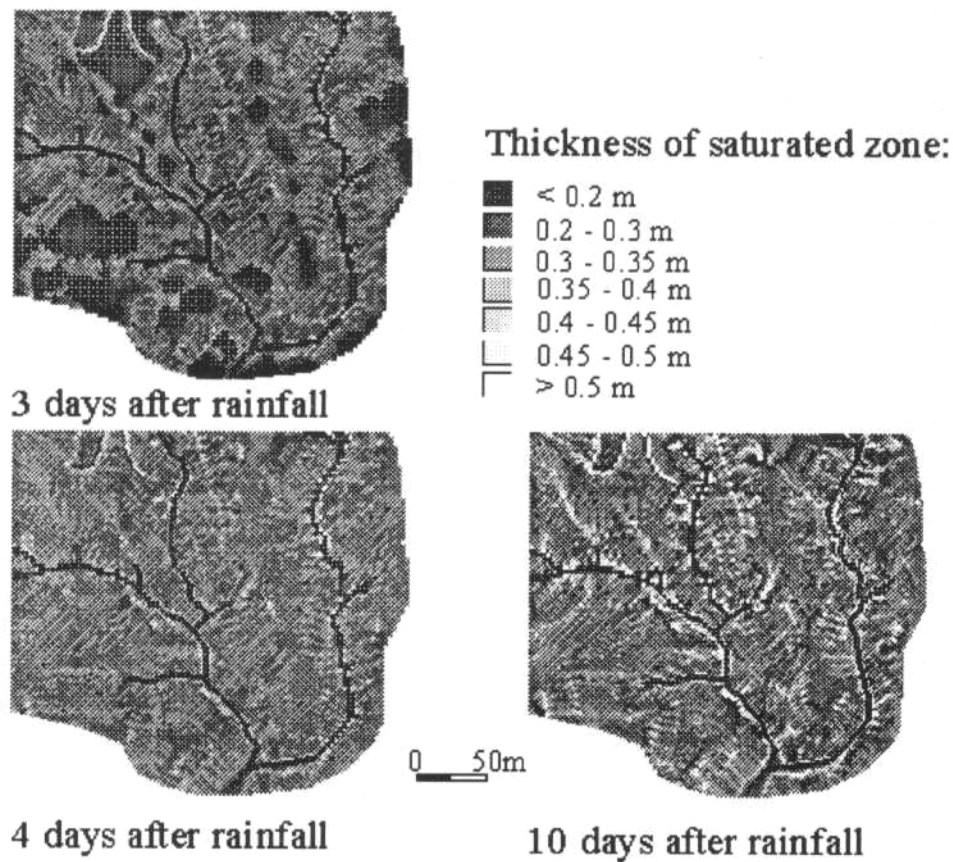 Thickness of saturated zone:
< 0.2 m
0.2 - 0.3 m
0.3 - 0.35 m
0.35 - 0.4 m
0.4 - 0.45 m
0.45 - 0.5 m
> 0.5 m
3 days after rainfall
0 50m
4 days after rainfall
10 days after rainfall